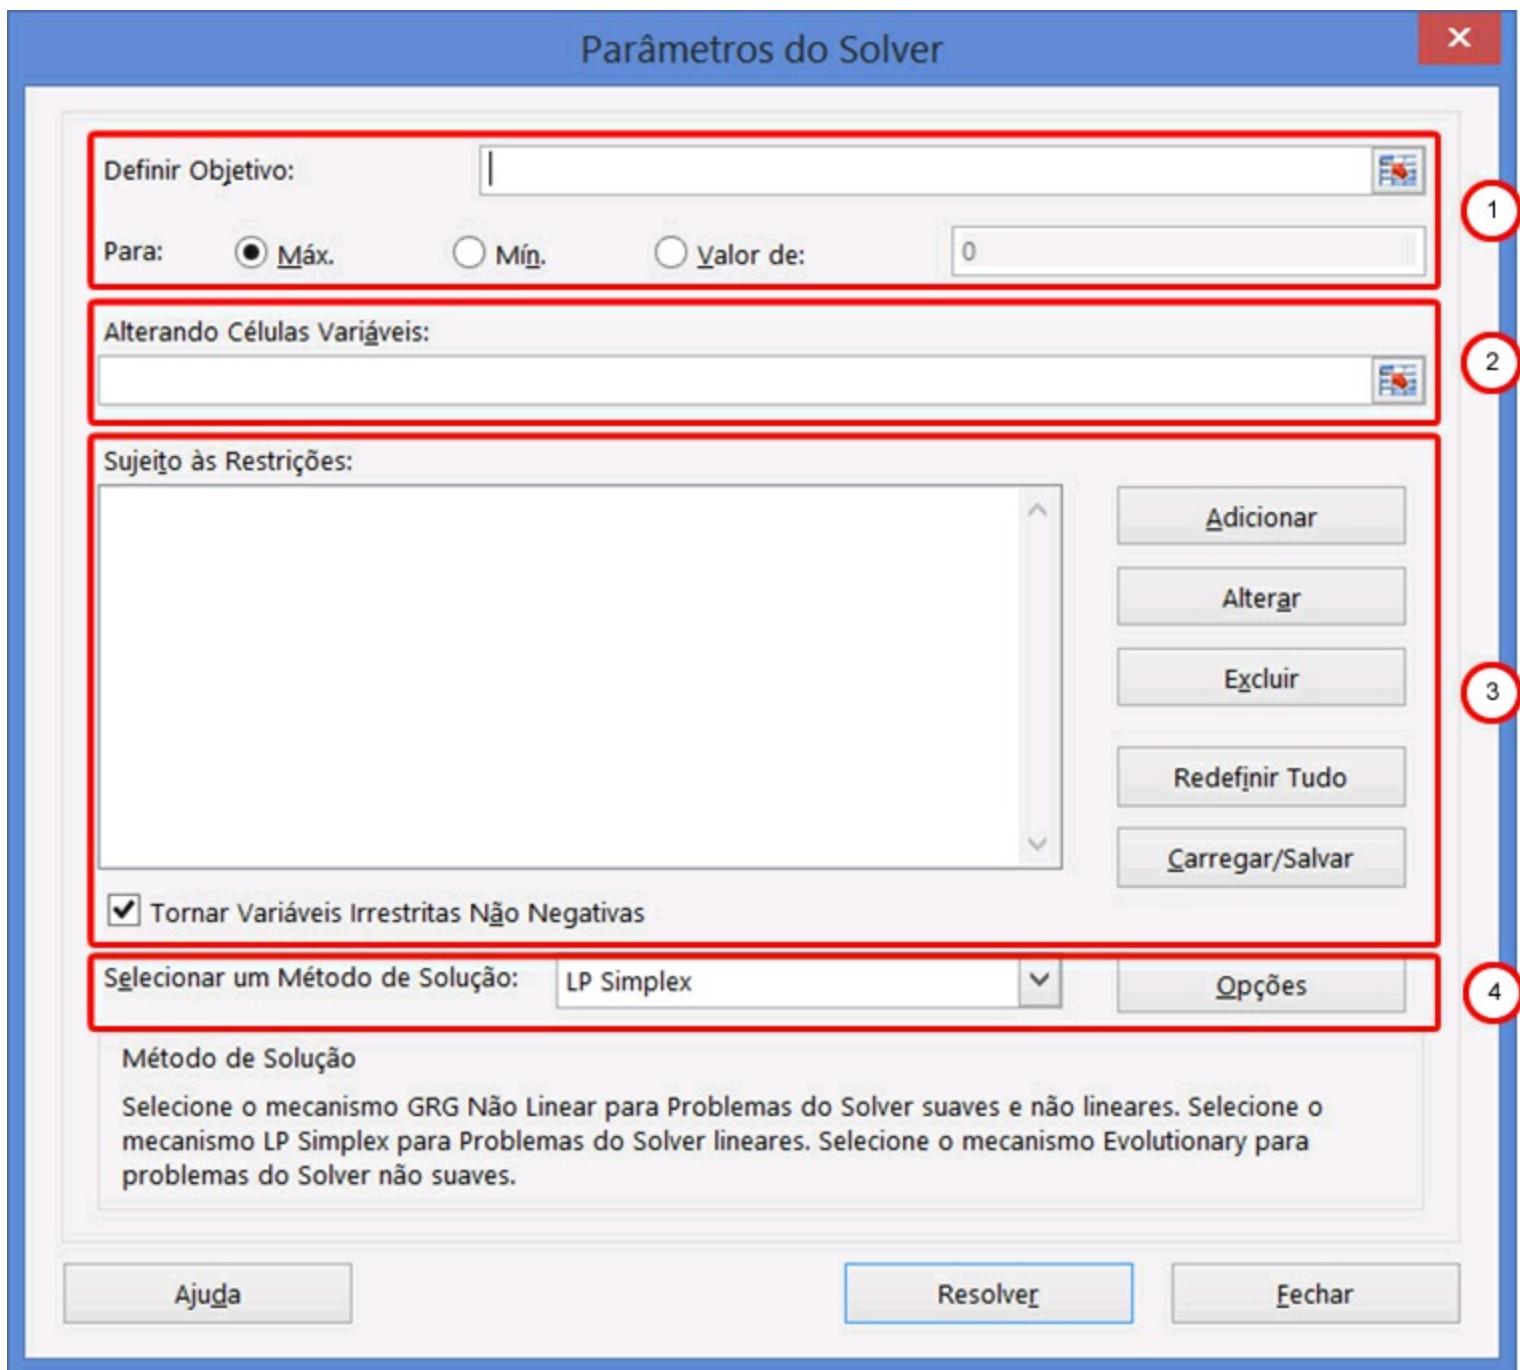 Parâmetros do Solver
Definir Objetivo:
1
Para: Máx. Mín. Valor de: 0
Alterando Células Variáveis:
2
Sujeito às Restrições:
Adicionar
Alterar
Excluir
3
Redefinir Tudo
Carregar/Salvar
Tornar Variáveis Irrestritas Não Negativas
Selecionar um Método de Solução: LP Simplex Opções 4
Método de Solução
Selecione o mecanismo GRG Não Linear para Problemas do Solver suaves e não lineares. Selecione o
mecanismo LP Simplex para Problemas do Solver lineares. Selecione o mecanismo Evolutionary para
problemas do Solver não suaves.
Ajuda Resolver Fechar